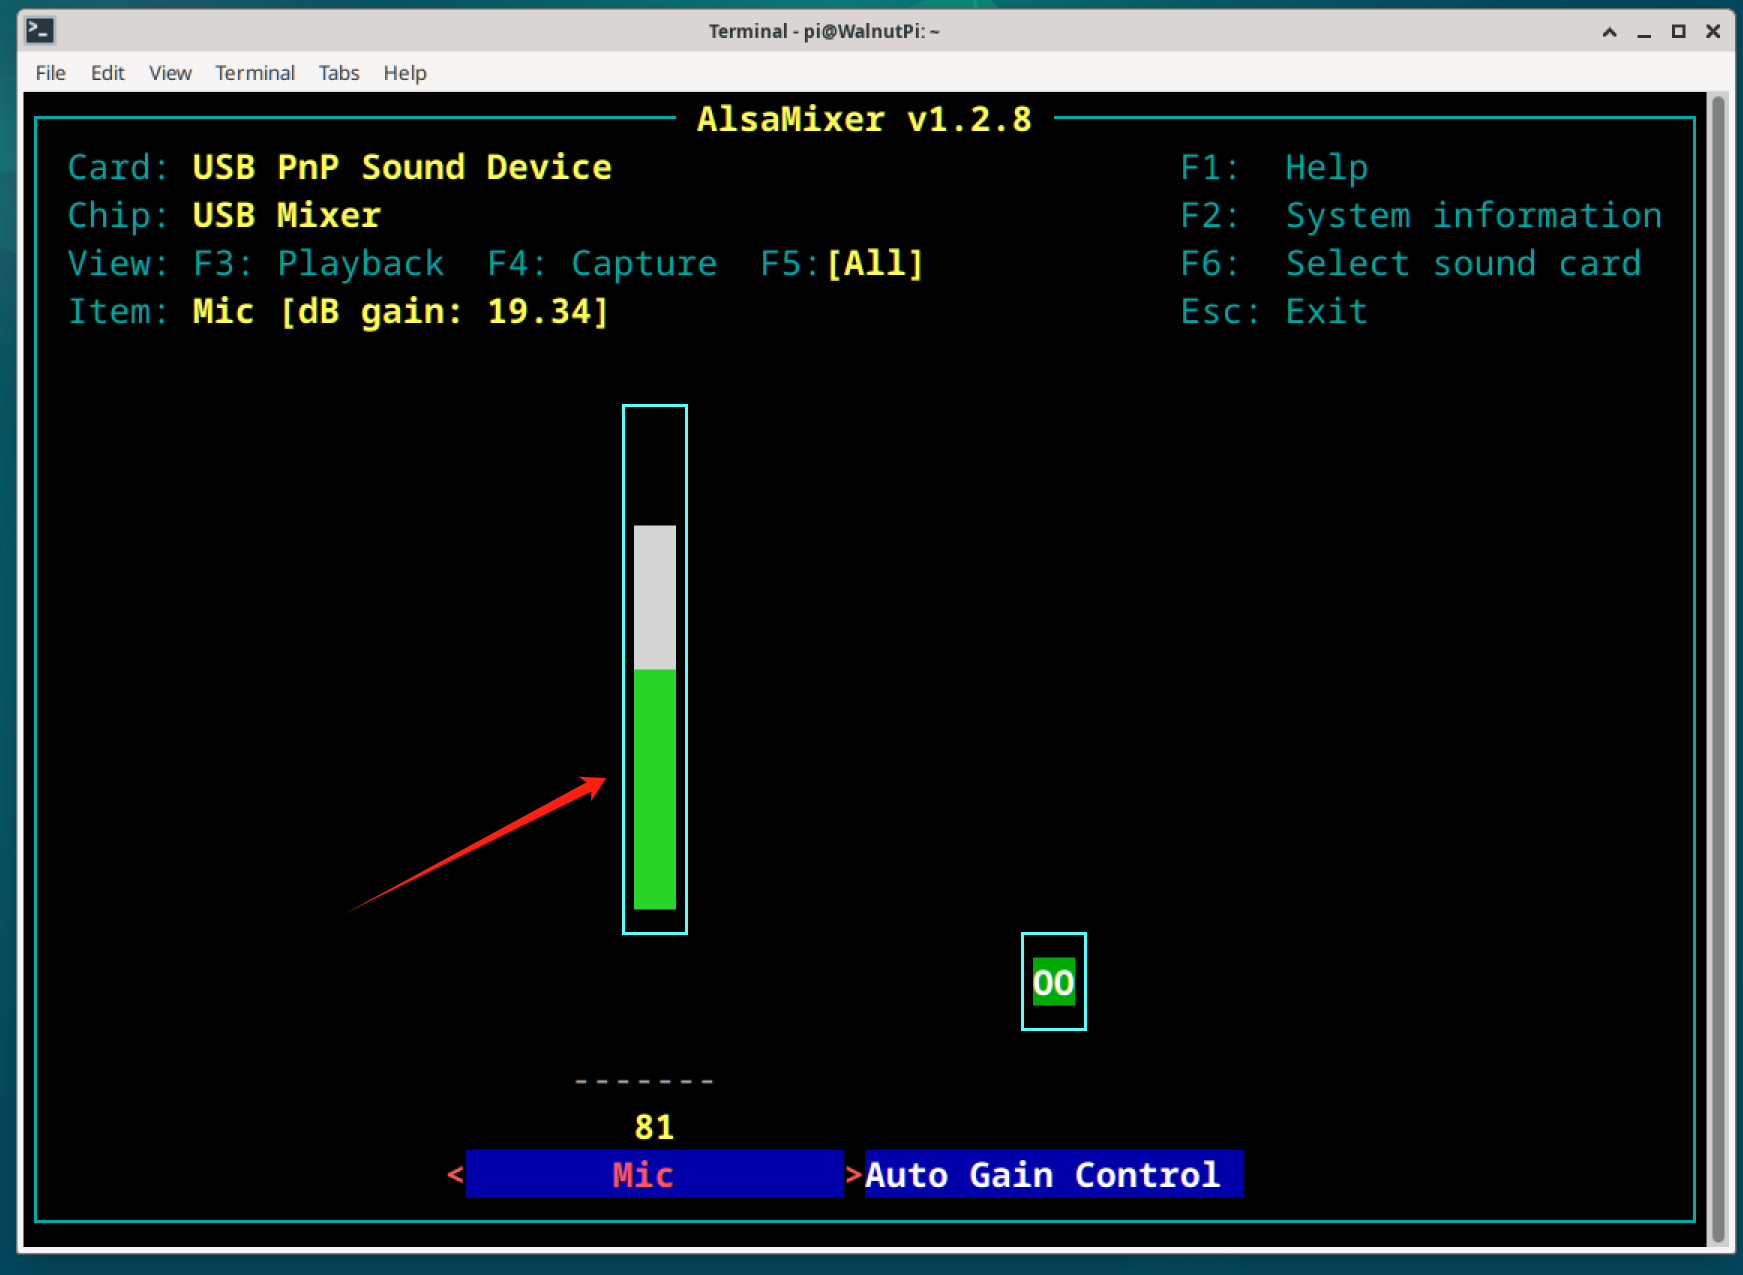 Terminal - pi@WalnutPi: ~
File Edit View Terminal Tabs Help
AlsaMixer v1.2.8
Card: USB PnP Sound Device F1: Help
Chip: USB Mixer F2: System information
View: F3: Playback F4: Capture F5:[All] F6: Select sound card
Item: Mic [dB gain: 19.34] Esc: Exit
OO
-------
81
< Mic >Auto Gain Control